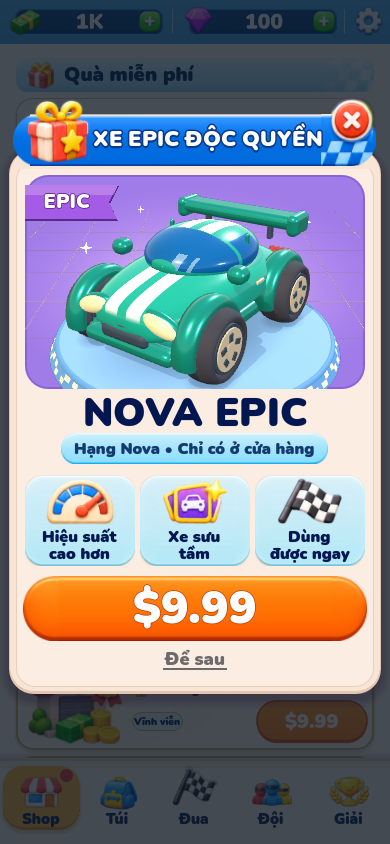 1K
100
Quà miễn phí
XE EPIC ĐỘC QUYỀN
EPIC
NOVA EPIC
Hạng Nova • Chỉ có ở cửa hàng
Hiệu suất
cao hơn
Xe sưu
tầm
Dùng
được ngay
$9.99
Để sau
Vĩnh viễn
$9.99
Shop
Túi
Đua
Đội
Giải